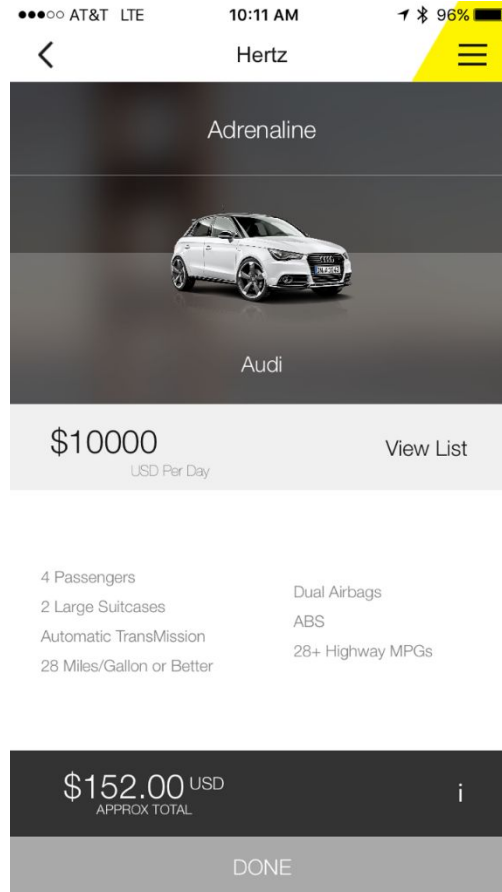 AT&T LTE 10:11 AM 96%
Hertz
Adrenaline
Audi
$10000
USD Per Day
View List
4 Passengers
2 Large Suitcases
Automatic TransMission
28 Miles/Gallon or Better
Dual Airbags
ABS
28+ Highway MPGs
$152.00 USD
APPROX TOTAL
i
DONE